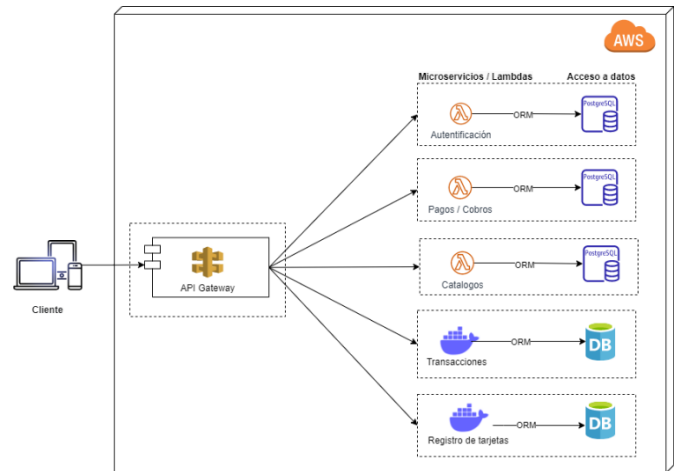 AWS
Microservicios / Lambdas
Acceso a datos
Autentificación
ORM
PostgreSQL
Pagos / Cobros
ORM
PostgreSQL
Cliente
API Gateway
Catalogos
ORM
PostgreSQL
Transacciones
ORM
DB
Registro de tarjetas
ORM
DB